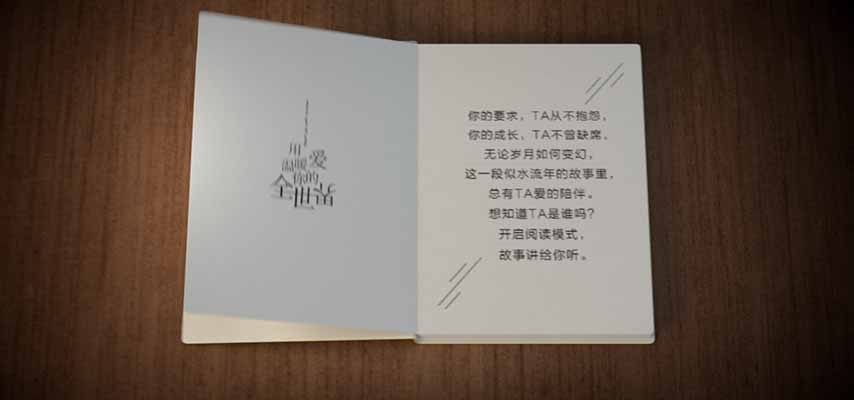 用
温暖爱
你的
全世界
你的要求，TA从不抱怨，
你的成长，TA不曾缺席。
无论岁月如何变幻，
这一段似水流年的故事里，
总有TA爱的陪伴。
想知道TA是谁吗？
开启阅读模式，
故事讲给你听。